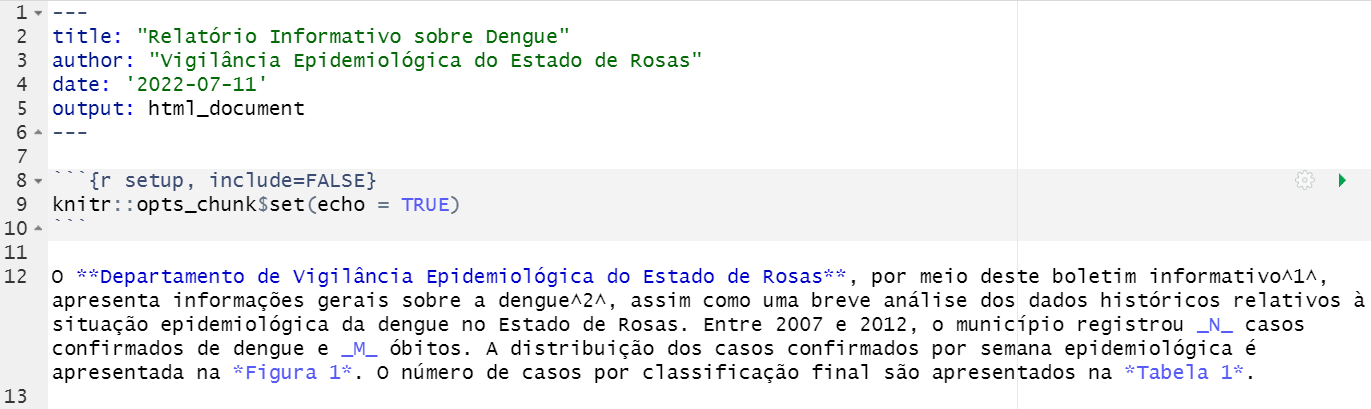 1 ---
2 title: "Relatório Informativo sobre Dengue"
3 author: "Vigilância Epidemiológica do Estado de Rosas"
4 date: '2022-07-11'
5 output: html_document
6 ---
7
8 ```{r setup, include=FALSE}
9 knitr::opts_chunk$set(echo = TRUE)
10 ```
11
12 O **Departamento de Vigilância Epidemiológica do Estado de Rosas**, por meio deste boletim informativo^1^,
apresenta informações gerais sobre a dengue^2^, assim como uma breve análise dos dados históricos relativos à
situação epidemiológica da dengue no Estado de Rosas. Entre 2007 e 2012, o município registrou _N_ casos
confirmados de dengue e _M_ óbitos. A distribuição dos casos confirmados por semana epidemiológica é
apresentada na *Figura 1*. O número de casos por classificação final são apresentados na *Tabela 1*.
13